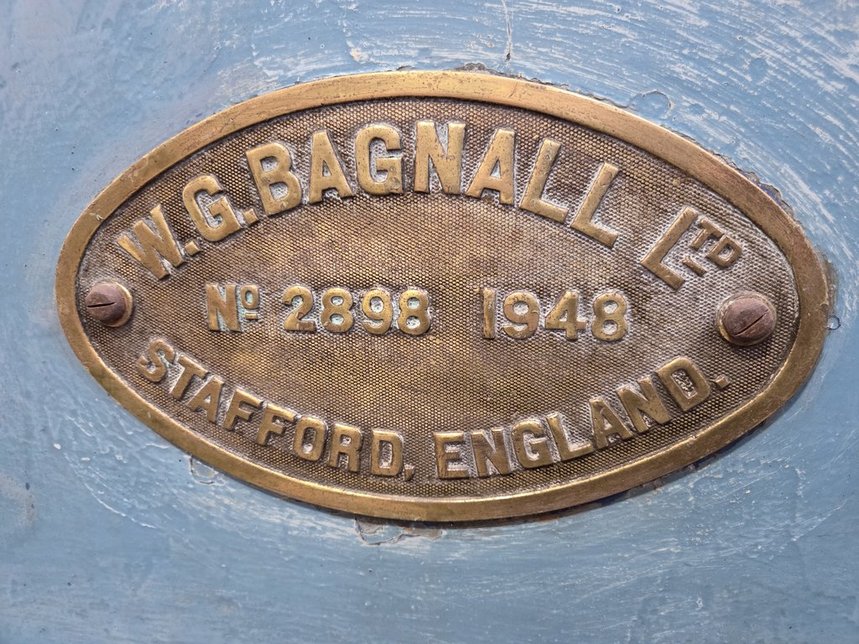 W.G. BAGNALL LTD
No 2898 1948
STAFFORD, ENGLAND.